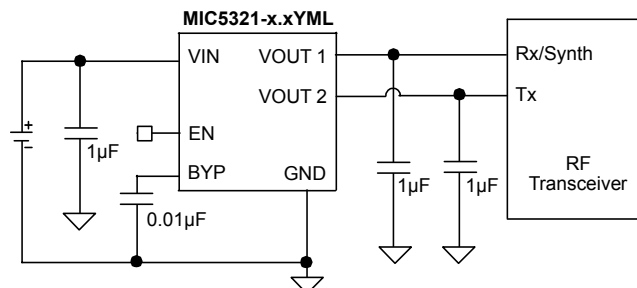 MIC5321-x.xYML
VIN
VOUT 1
Rx/Synth
VOUT 2
Tx
+
-
EN
1µF
BYP
GND
1µF
1µF
RF
Transceiver
0.01µF